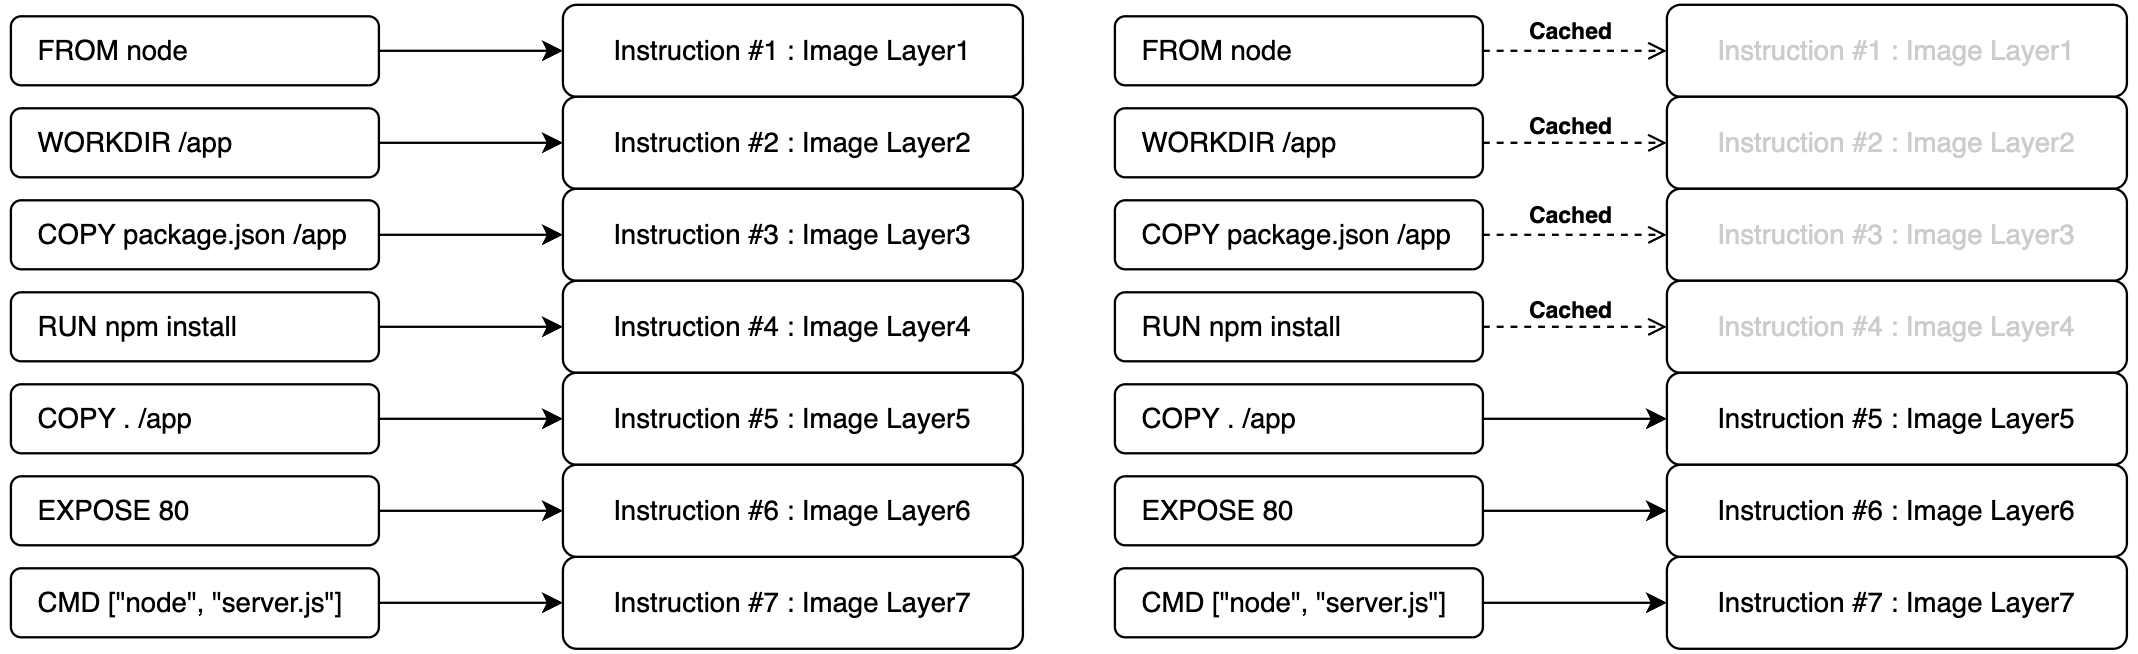 FROM node
Instruction #1 : Image Layer1
WORKDIR /app
Instruction #2 : Image Layer2
COPY package.json /app
Instruction #3 : Image Layer3
RUN npm install
Instruction #4 : Image Layer4
COPY . /app
Instruction #5 : Image Layer5
EXPOSE 80
Instruction #6 : Image Layer6
CMD ["node", "server.js"]
Instruction #7 : Image Layer7
FROM node
Cached
Instruction #1 : Image Layer1
WORKDIR /app
Cached
Instruction #2 : Image Layer2
COPY package.json /app
Cached
Instruction #3 : Image Layer3
RUN npm install
Cached
Instruction #4 : Image Layer4
COPY . /app
Instruction #5 : Image Layer5
EXPOSE 80
Instruction #6 : Image Layer6
CMD ["node", "server.js"]
Instruction #7 : Image Layer7